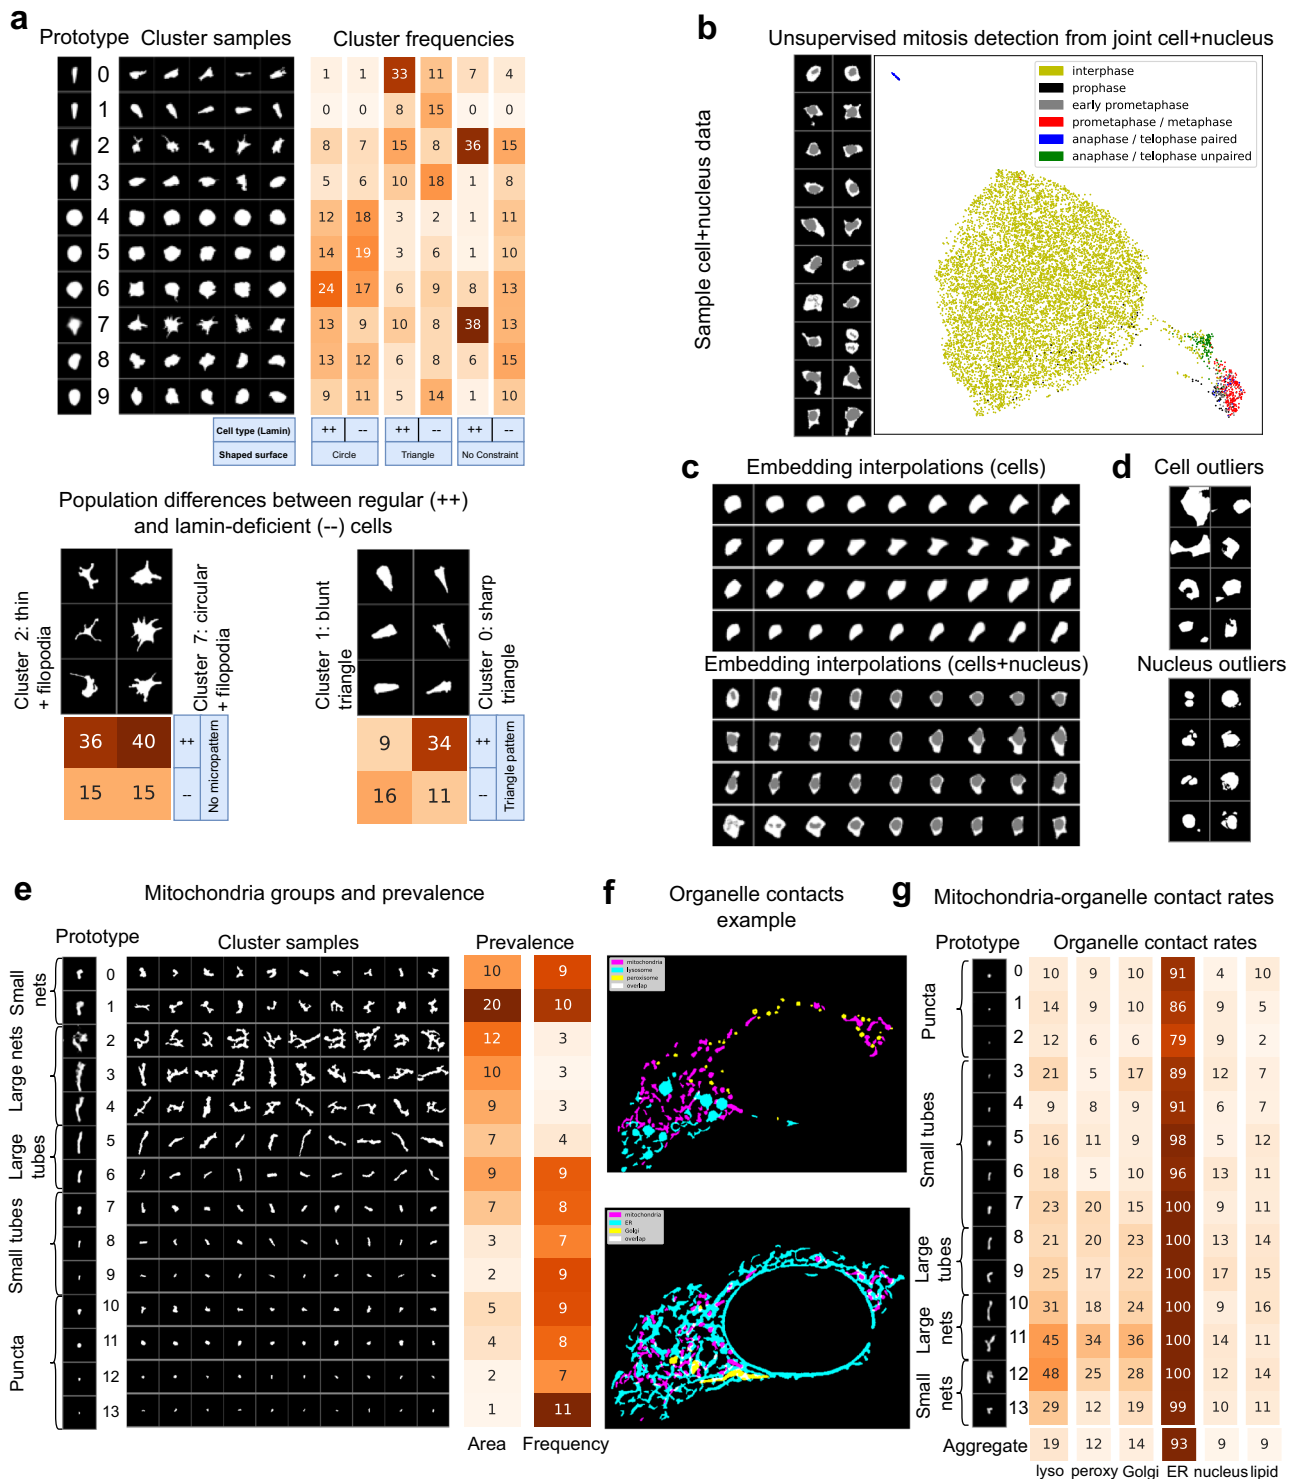 a
Prototype Cluster samples Cluster frequencies
0 1 1 33 11 7 4
1 0 0 8 15 0 0
2 8 7 15 8 36 15
3 5 6 10 18 1 8
4 12 18 3 2 1 11
5 14 19 3 6 1 10
6 24 17 6 9 8 13
7 13 9 10 8 38 13
8 13 12 6 8 6 15
9 9 11 5 14 1 10
Cell type (Lamin) ++ -- ++ -- ++ --
Shaped surface Circle Triangle No Constraint
Population differences between regular (++)
and lamin-deficient (--) cells
Cluster 2: thin
+ filopodia
Cluster 7: circular
+ filopodia
36 40 ++
15 15 --
No micropattern
Cluster 1: blunt
triangle
Cluster 0: sharp
triangle
9 34 ++
16 11 --
Triangle pattern
b
Unsupervised mitosis detection from joint cell+nucleus
Sample cell+nucleus data
interphase
prophase
early prometaphase
prometaphase / metaphase
anaphase / telophase paired
anaphase / telophase unpaired
c
Embedding interpolations (cells)
Embedding interpolations (cells+nucleus)
d
Cell outliers
Nucleus outliers
e
Mitochondria groups and prevalence
Prototype Cluster samples Prevalence
Small
nets
Large nets
Large
tubes
Small tubes
Puncta
0 10 9
1 20 10
2 12 3
3 10 3
4 9 3
5 7 4
6 9 9
7 7 8
8 3 7
9 2 9
10 5 9
11 4 8
12 2 7
13 1 11
Area Frequency
f
Organelle contacts
example
mitochondria
lysosome
peroxisome
overlap
mitochondria
ER
Golgi
overlap
g
Mitochondria-organelle contact rates
Prototype Organelle contact rates
Puncta
Small tubes
Large
tubes
Large
nets
Small
nets
0 10 9 10 91 4 10
1 14 9 10 86 9 5
2 12 6 6 79 9 2
3 21 5 17 89 12 7
4 9 8 9 91 6 7
5 16 11 9 98 5 12
6 18 5 10 96 13 11
7 23 20 15 100 9 11
8 21 20 23 100 13 14
9 25 17 22 100 17 15
10 31 18 24 100 9 16
11 45 34 36 100 14 11
12 48 25 28 100 12 14
13 29 12 19 99 10 11
Aggregate 19 12 14 93 9 9
lyso peroxy Golgi ER nucleus lipid